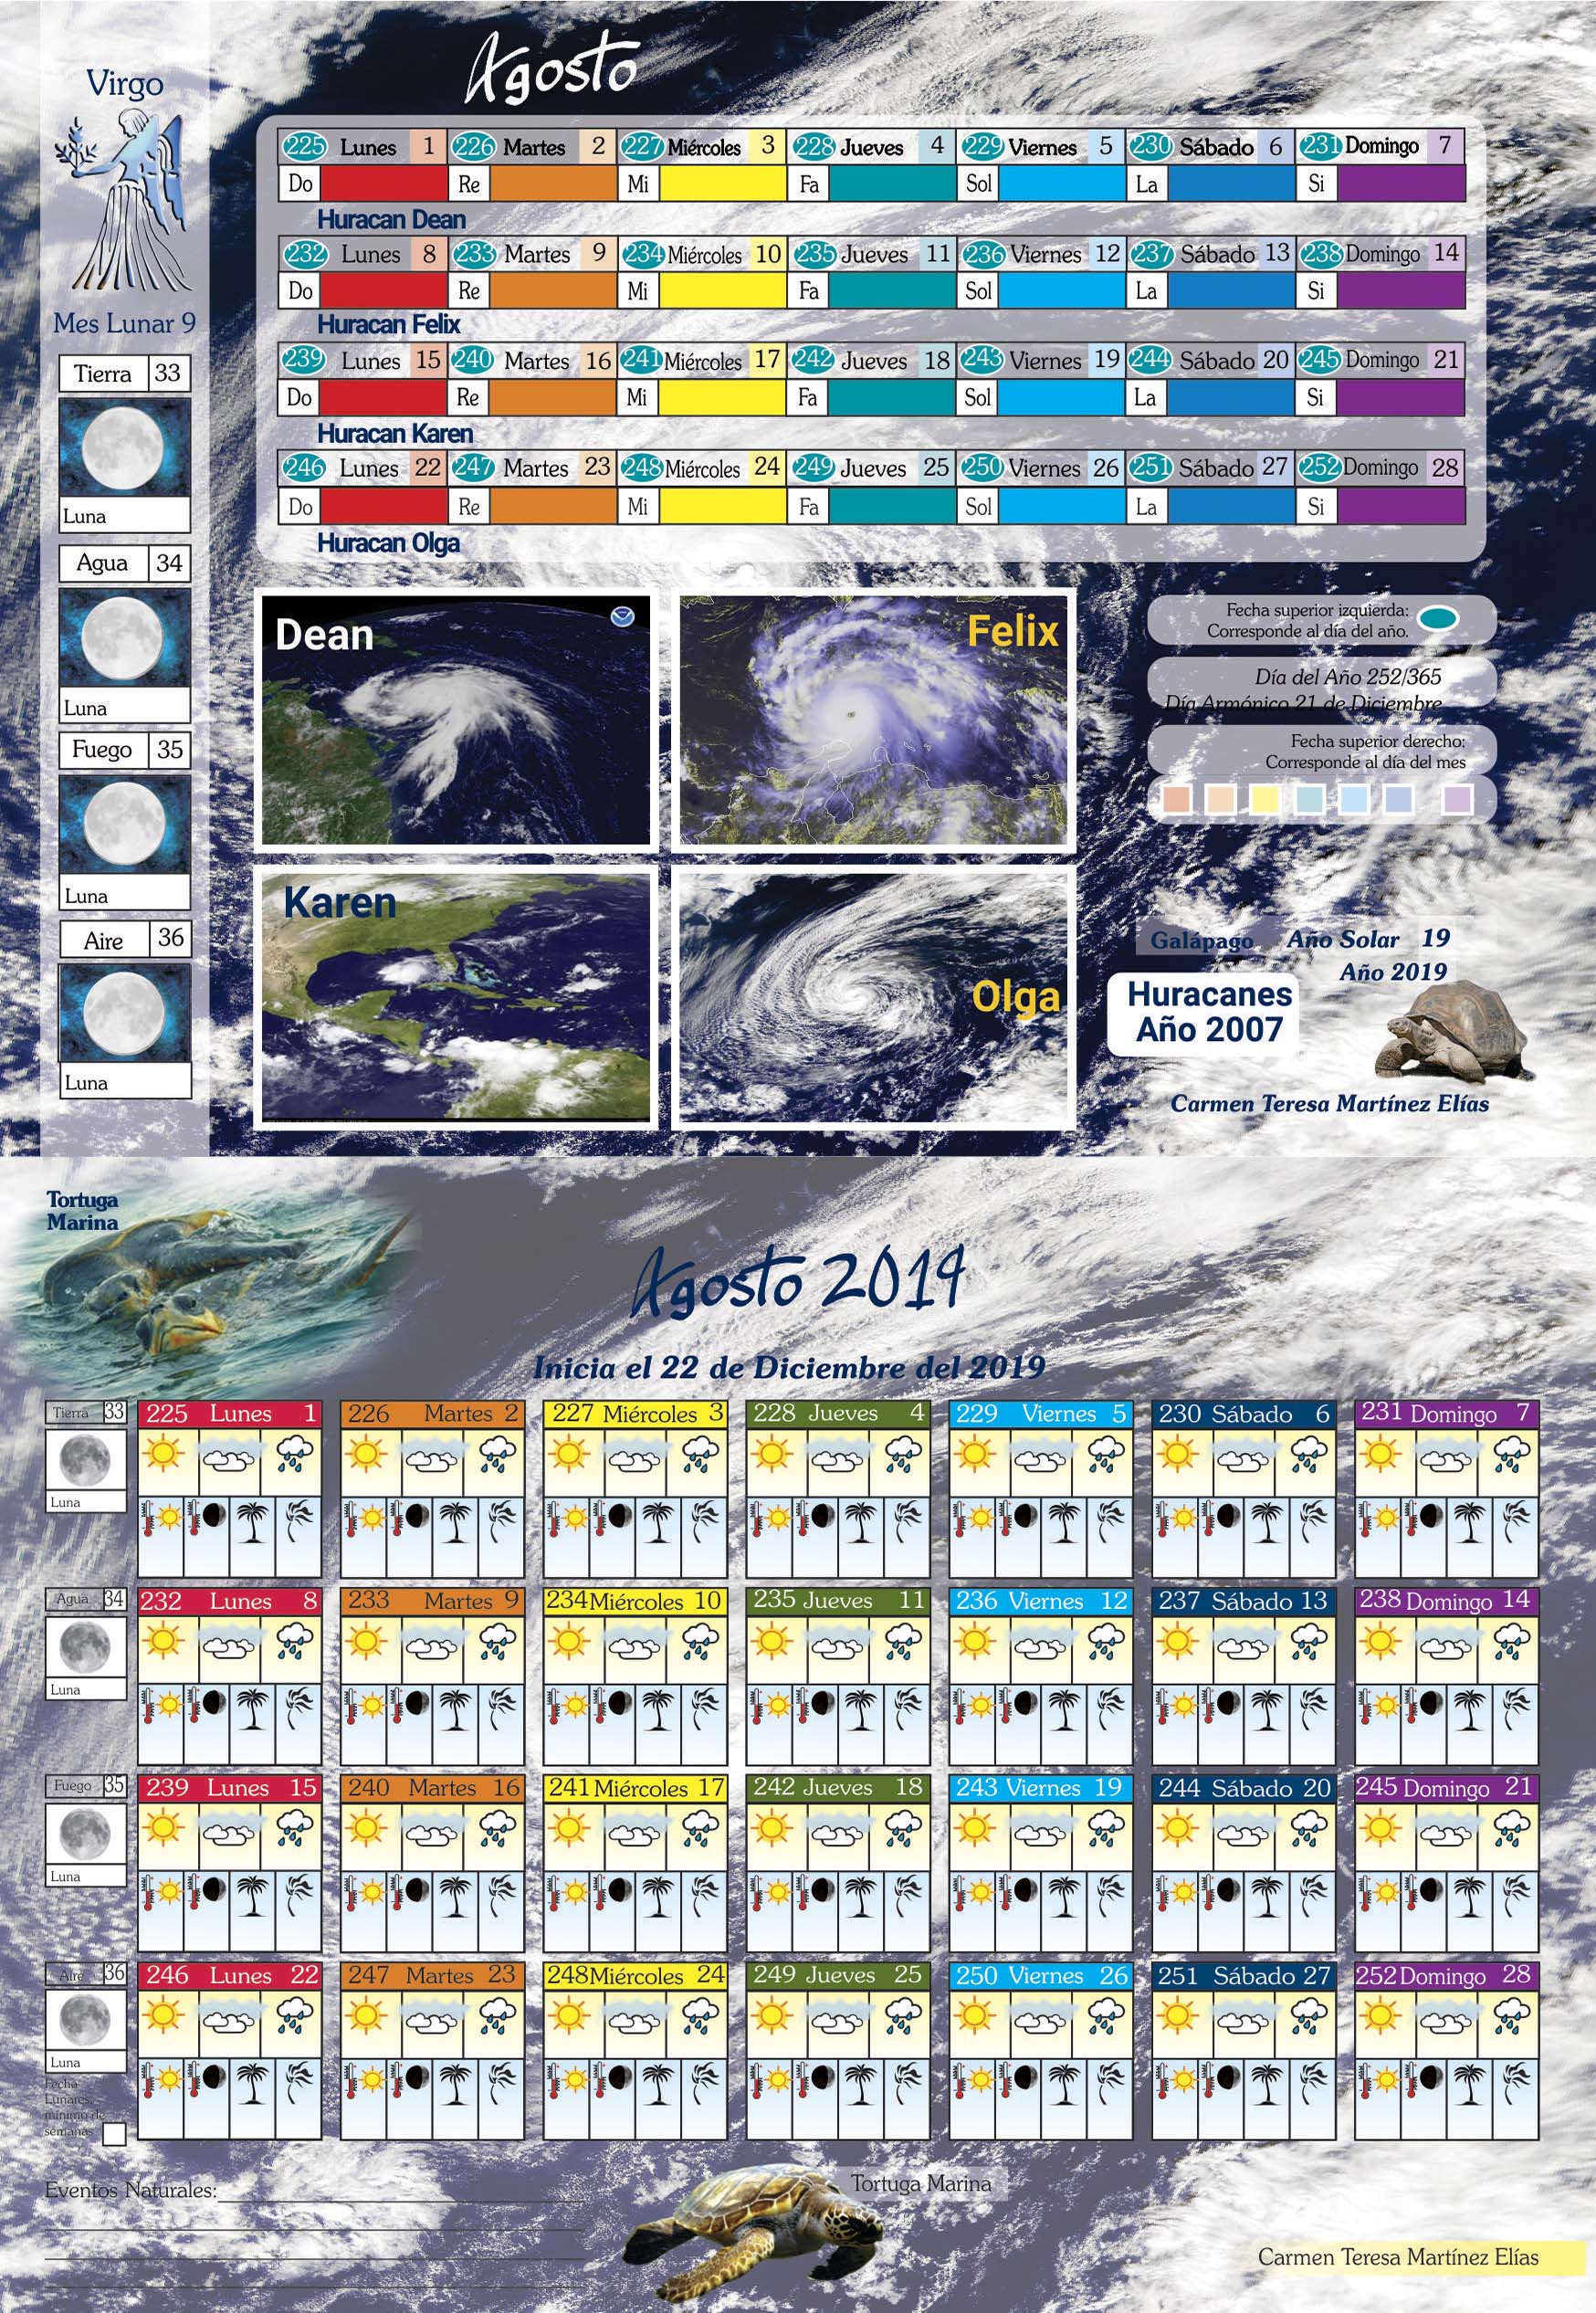 Agosto
Virgo
Mes Lunar 9
Tierra 33
Luna
Agua 34
Luna
Fuego 35
Luna
Aire 36
Luna
225 Lunes 1 226 Martes 2 227 Miércoles 3 228 Jueves 4 229 Viernes 5 230 Sábado 6 231 Domingo 7
Do Re Mi Fa Sol La Si
Huracan Dean
232 Lunes 8 233 Martes 9 234 Miércoles 10 235 Jueves 11 236 Viernes 12 237 Sábado 13 238 Domingo 14
Do Re Mi Fa Sol La Si
Huracan Felix
239 Lunes 15 240 Martes 16 241 Miércoles 17 242 Jueves 18 243 Viernes 19 244 Sábado 20 245 Domingo 21
Do Re Mi Fa Sol La Si
Huracan Karen
246 Lunes 22 247 Martes 23 248 Miércoles 24 249 Jueves 25 250 Viernes 26 251 Sábado 27 252 Domingo 28
Do Re Mi Fa Sol La Si
Huracan Olga
Dean
Felix
Karen
Olga
Fecha superior izquierda:
Corresponde al día del año.
Día del Año 252/365
Día Armónico 21 de Diciembre
Fecha superior derecho:
Corresponde al día del mes
Galápago Año Solar 19
Año 2019
Huracanes
Año 2007
Carmen Teresa Martínez Elías
Tortuga
Marina
Agosto 2019
Inicia el 22 de Diciembre del 2019
Tierra 33 225 Lunes 1 226 Martes 2 227 Miércoles 3 228 Jueves 4 229 Viernes 5 230 Sábado 6 231 Domingo 7
Luna
Agua 34 232 Lunes 8 233 Martes 9 234 Miércoles 10 235 Jueves 11 236 Viernes 12 237 Sábado 13 238 Domingo 14
Luna
Fuego 35 239 Lunes 15 240 Martes 16 241 Miércoles 17 242 Jueves 18 243 Viernes 19 244 Sábado 20 245 Domingo 21
Luna
Aire 36 246 Lunes 22 247 Martes 23 248 Miércoles 24 249 Jueves 25 250 Viernes 26 251 Sábado 27 252 Domingo 28
Luna
Fecha
Lunares,
mínimo de
semanas
Eventos Naturales:
Tortuga Marina
Carmen Teresa Martínez Elías